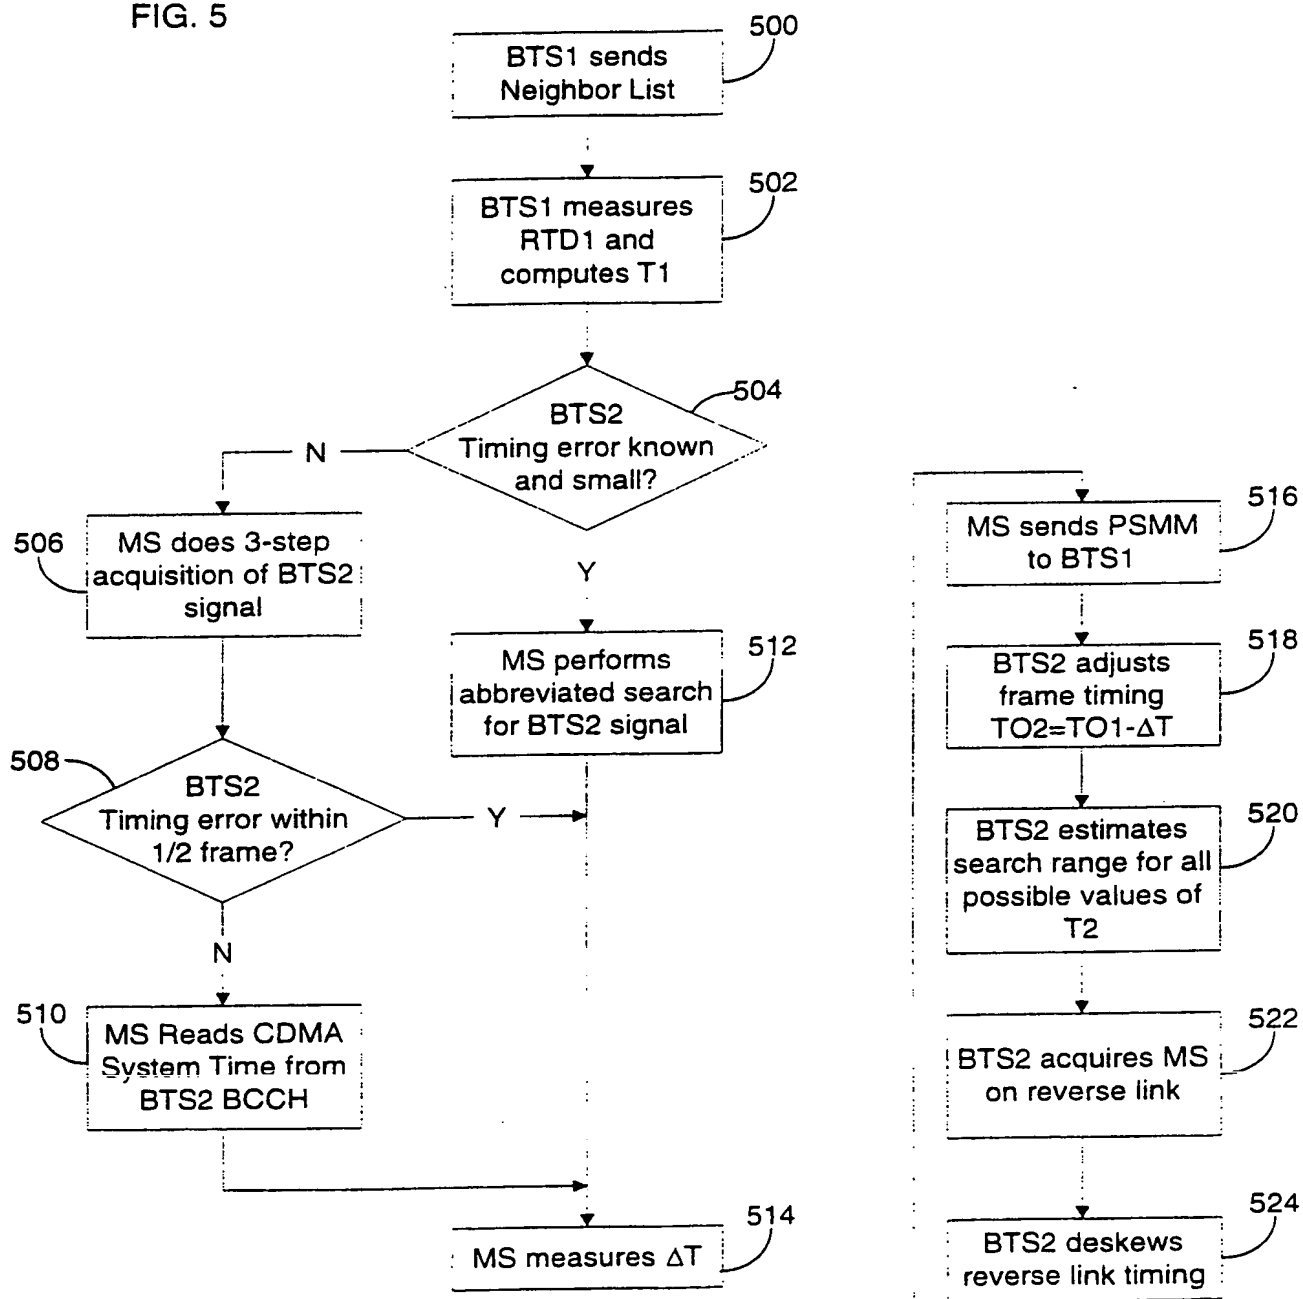 FIG. 5
500
BTS1 sends
Neighbor List
502
BTS1 measures
RTD1 and
computes T1
504
BTS2
Timing error known
and small?
N
Y
506
MS does 3-step
acquisition of BTS2
signal
512
MS performs
abbreviated search
for BTS2 signal
508
BTS2
Timing error within
1/2 frame?
Y
N
510
MS Reads CDMA
System Time from
BTS2 BCCH
514
MS measures ΔT
516
MS sends PSMM
to BTS1
518
BTS2 adjusts
frame timing
TO2=TO1-ΔT
520
BTS2 estimates
search range for all
possible values of
T2
522
BTS2 acquires MS
on reverse link
524
BTS2 deskews
reverse link timing